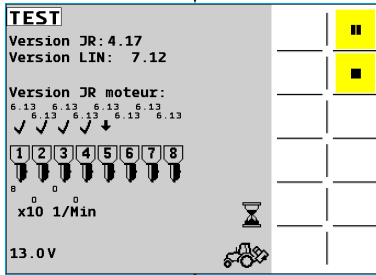 TEST
Version JR:4.17
Version LIN: 7.12
Version JR moteur:
6.13 6.13 6.13 6.13
6.13 6.13 6.13 6.13
1 2 3 4 5 6 7 8
8 0
0 0
x10 1/Min
13.0V